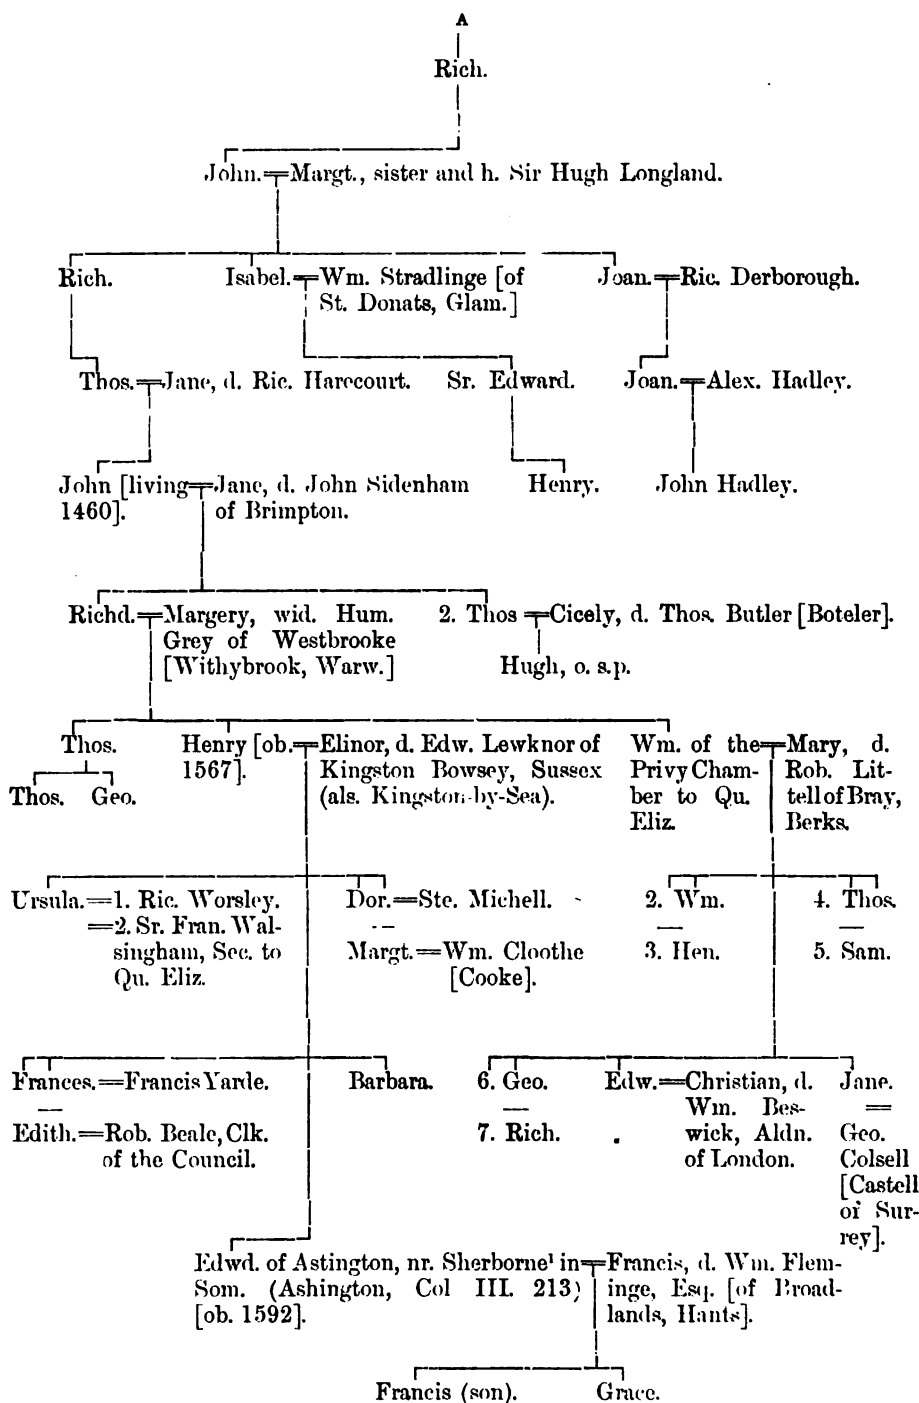 A
Rich.
John. Margt., sister and h. Sir Hugh Longland.
Rich. Isabel. Wm. Stradlinge [of St. Donats, Glam.]
Joan. Ric. Derborough.
Thos. Jane, d. Ric. Harecourt. Sr. Edward. Joan. Alex. Hadley.
John [living 1460]. Jane, d. John Sidenham of Brimpton.
Henry. John Hadley.
Richd. Margery, wid. Hum.
Grey of Westbrooke
[Withybrook, Warw.]
2. Thos Cicely, d. Thos. Butler [Boteler].
Hugh, o. s.p.
Thos.
Thos. Geo.
Henry [ob.
1567].
Elinor, d. Edw. Lewknor of
Kingston Bowsey, Sussex
(als. Kingston-by-Sea).
Wm. of the
Privy Cham-
ber to Qu.
Eliz.
Mary, d.
Rob. Lit-
tell of Bray,
Berks.
Ursula.=1. Ric. Worsley.
=2. Sr. Fran. Wal-
singham, Sec. to
Qu. Eliz.
Dor.=Ste. Michell.
Margt.=Wm. Cloothe
[Cooke].
2. Wm.
3. Hen.
4. Thos.
5. Sam.
Frances.=Francis Yarde.
Edith.=Rob. Beale, Clk.
of the Council.
Barbara.
6. Geo.
7. Rich.
Edw.=Christian, d.
Wm. Bes-
wick, Aldn.
of London.
Jane.
=
Geo.
Colsell
[Castell
of Sur-
rey].
Edwd. of Astington, nr. Sherborne¹ in
Som. (Ashington, Col III. 213)
[ob. 1592].
Francis, d. Wm. Flem-
inge, Esq. [of Broad-
lands, Hants].
Francis (son). Grace.